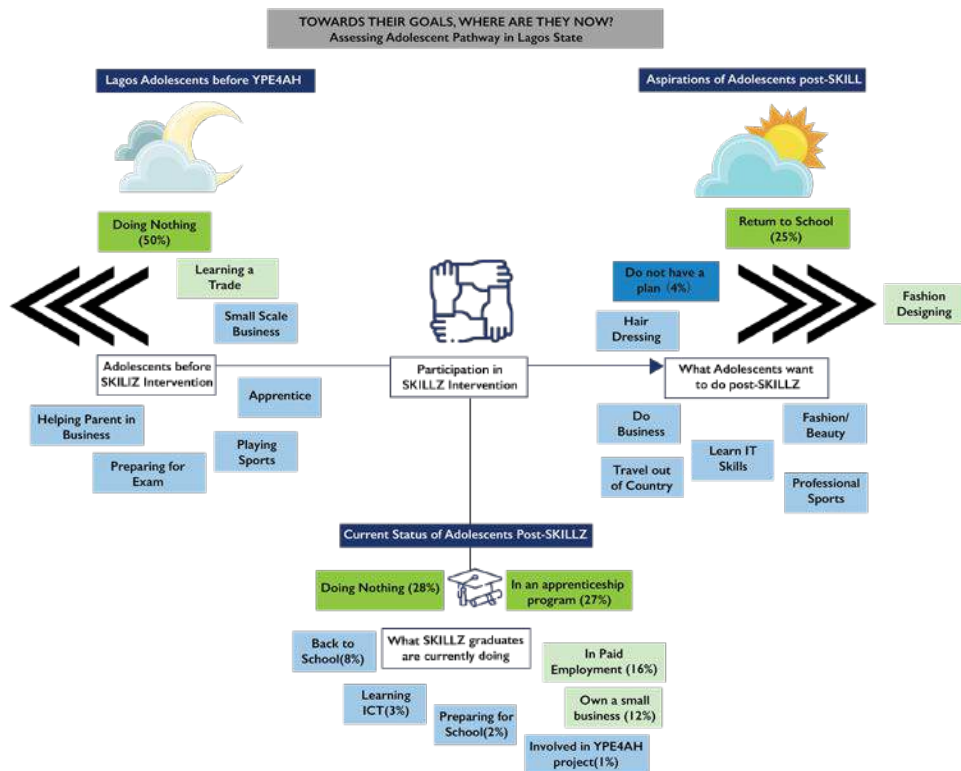 TOWARDS THEIR GOALS, WHERE ARE THEY NOW?
Assessing Adolescent Pathway in Lagos State
Lagos Adolescents before YPE4AH
Aspirations of Adolescents post-SKILL
Doing Nothing
(50%)
Return to School
(25%)
Learning a
Trade
Do not have a
plan (4%)
Fashion
Designing
Small Scale
Business
Hair
Dressing
Adolescents before
SKILIZ Intervention
Participation in
SKILLZ Intervention
What Adolescents want
to do post-SKILLZ
Apprentice
Helping Parent in
Business
Playing
Sports
Preparing for
Exam
Do
Business
Fashion/
Beauty
Learn IT
Skills
Travel out
of Country
Professional
Sports
Current Status of Adolescents Post-SKILLZ
Doing Nothing (28%)
In an apprenticeship
program (27%)
Back to
School(8%)
What SKILLZ graduates
are currently doing
In Paid
Employment (16%)
Learning
ICT(3%)
Own a small
business (12%)
Preparing for
School(2%)
Involved in YPE4AH
project(1%)